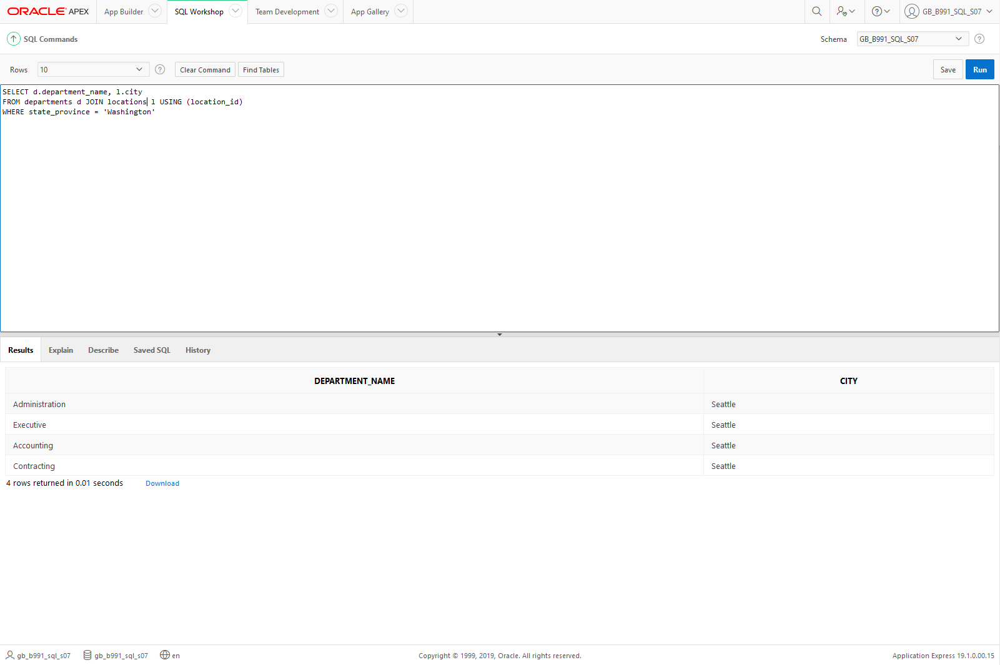 ORACLE APEX App Builder SQL Workshop Team Development App Gallery GB_B991_SQL_S07
SQL Commands Schema GB_B991_SQL_S07
Rows 10 Clear Command Find Tables Save Run
SELECT d.department_name, l.city
FROM departments d JOIN locations l USING (location_id)
WHERE state_province = 'Washington'
Results Explain Describe Saved SQL History
DEPARTMENT_NAME CITY
Administration Seattle
Executive Seattle
Accounting Seattle
Contracting Seattle
4 rows returned in 0.01 seconds Download
gb_b991_sql_s07 gb_b991_sql_s07 en Copyright © 1999, 2019, Oracle. All rights reserved. Application Express 19.1.0.00.15